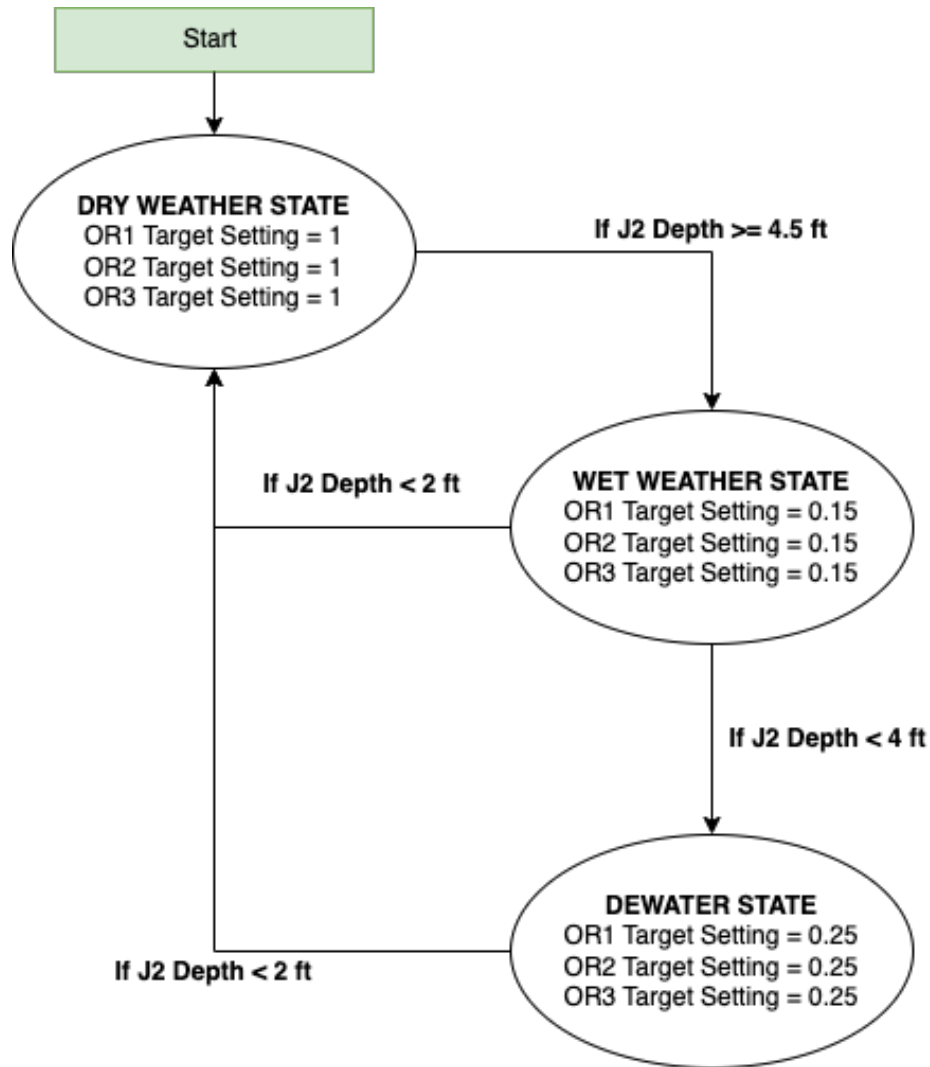 Start
DRY WEATHER STATE
OR1 Target Setting = 1
OR2 Target Setting = 1
OR3 Target Setting = 1
If J2 Depth >= 4.5 ft
If J2 Depth < 2 ft
WET WEATHER STATE
OR1 Target Setting = 0.15
OR2 Target Setting = 0.15
OR3 Target Setting = 0.15
If J2 Depth < 4 ft
DEWATER STATE
OR1 Target Setting = 0.25
OR2 Target Setting = 0.25
OR3 Target Setting = 0.25
If J2 Depth < 2 ft